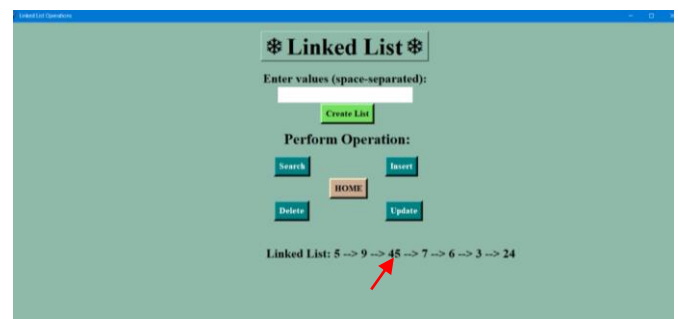 Linked List Operations
❄ Linked List ❄
Enter values (space-separated):
Create List
Perform Operation:
Search Insert
HOME
Delete Update
Linked List: 5 --> 9 --> 45 --> 7 --> 6 --> 3 --> 24